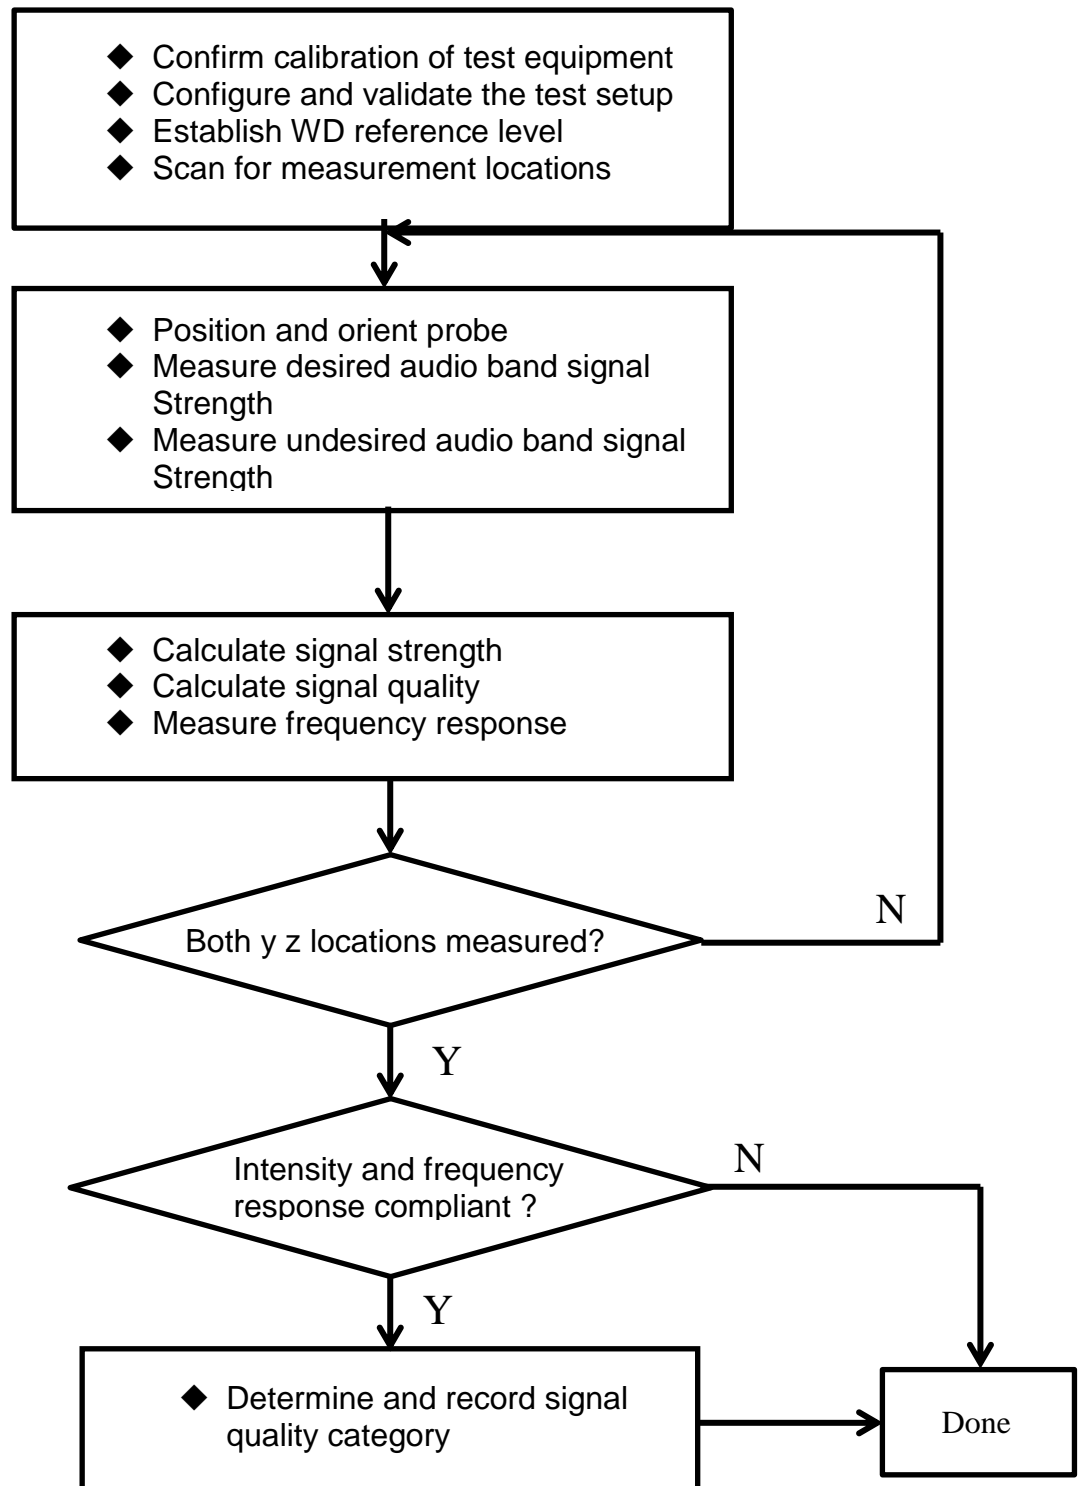 ◆ Confirm calibration of test equipment
◆ Configure and validate the test setup
◆ Establish WD reference level
◆ Scan for measurement locations
◆ Position and orient probe
◆ Measure desired audio band signal
Strength
◆ Measure undesired audio band signal
Strength
◆ Calculate signal strength
◆ Calculate signal quality
◆ Measure frequency response
Both y z locations measured?
N
Y
Intensity and frequency
response compliant ?
N
Y
◆ Determine and record signal
quality category
Done